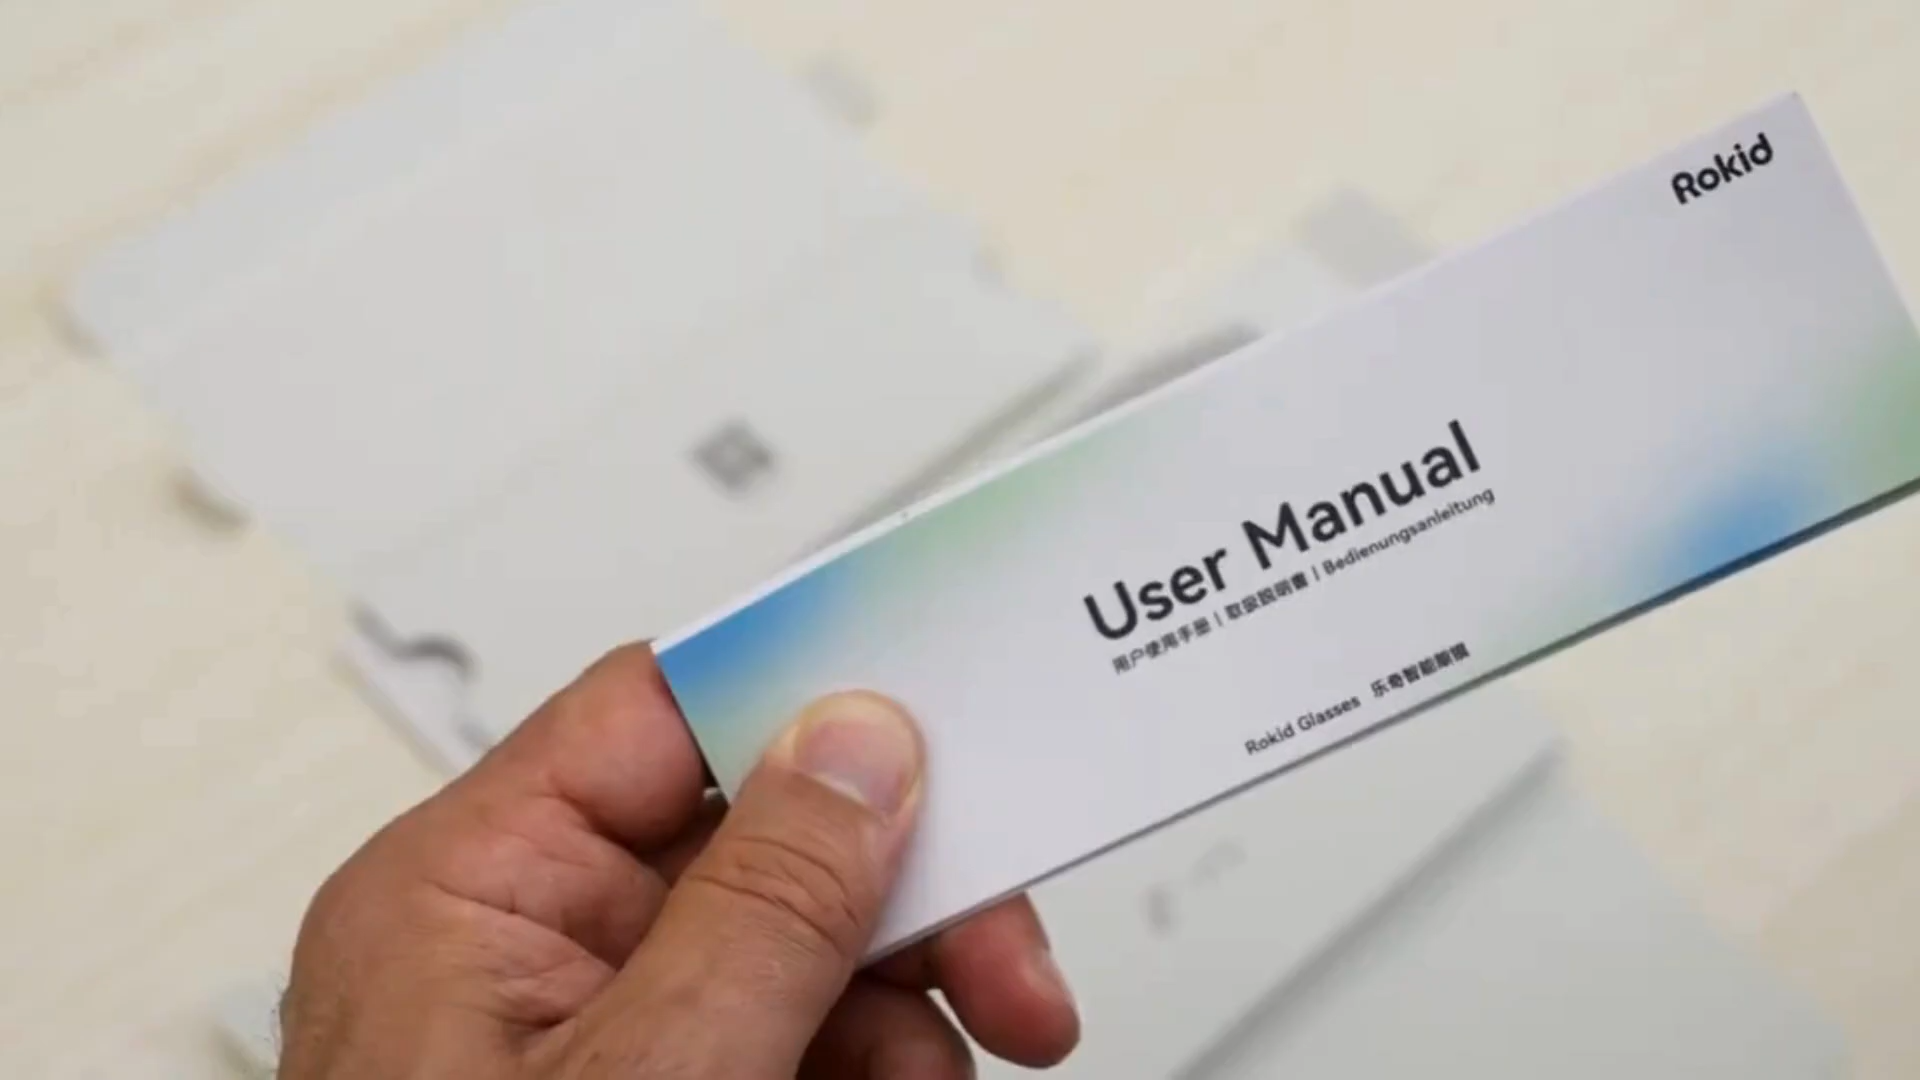 Rokid
User Manual
用户使用手册 | 取扱説明書 | Bedienungsanleitung
Rokid Glasses 乐奇智能眼镜